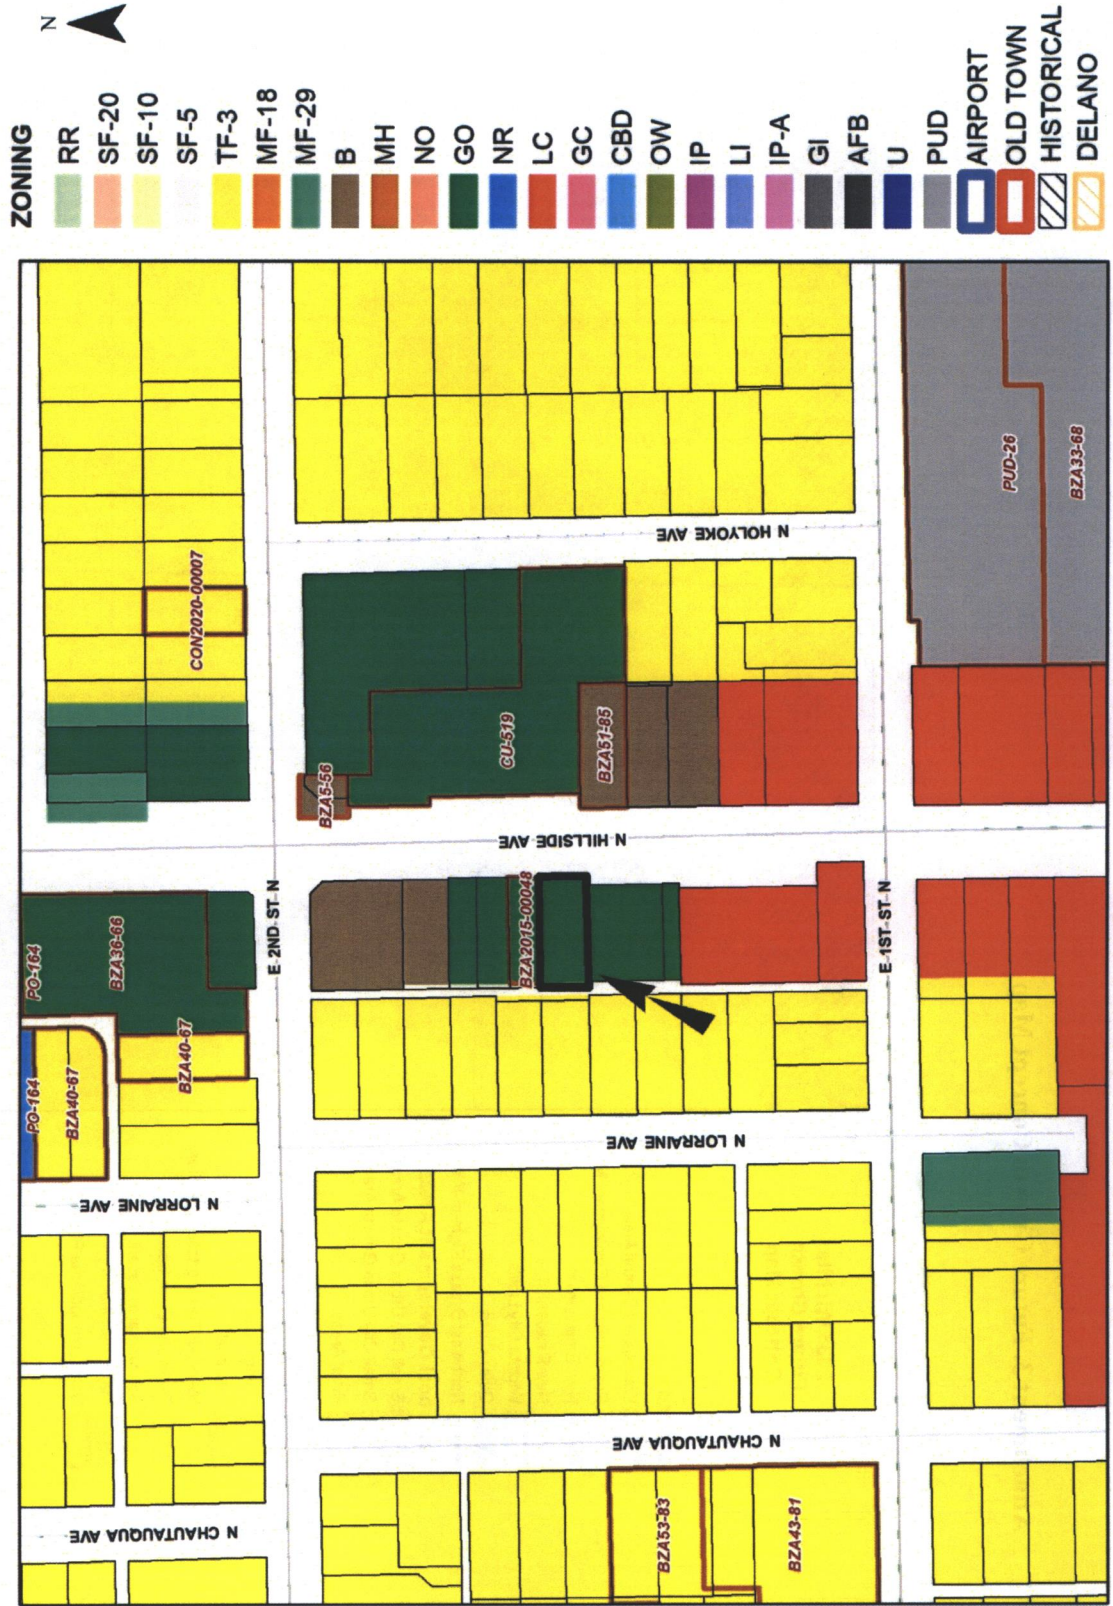 ZONING
N
RR
SF-20
SF-10
SF-5
TF-3
MF-18
MF-29
B
MH
NO
GO
NR
LC
GC
CBD
OW
IP
LI
IP-A
GI
AFB
U
PUD
AIRPORT
OLD TOWN
HISTORICAL
DELANO
PO-164
PO-164
BZA36-66
BZA40-67
BZA40-67
CON2020-00007
N LORRAINE AVE
N CHAUTAUQUA AVE
E 2ND ST N
BZA5-56
CU-519
BZA51-85
BZA2015-00048
N HILLSIDE AVE
N HOLYOKE AVE
N LORRAINE AVE
N CHAUTAUQUA AVE
BZA53-83
BZA43-81
E 1ST ST N
PUD-26
BZA33-68